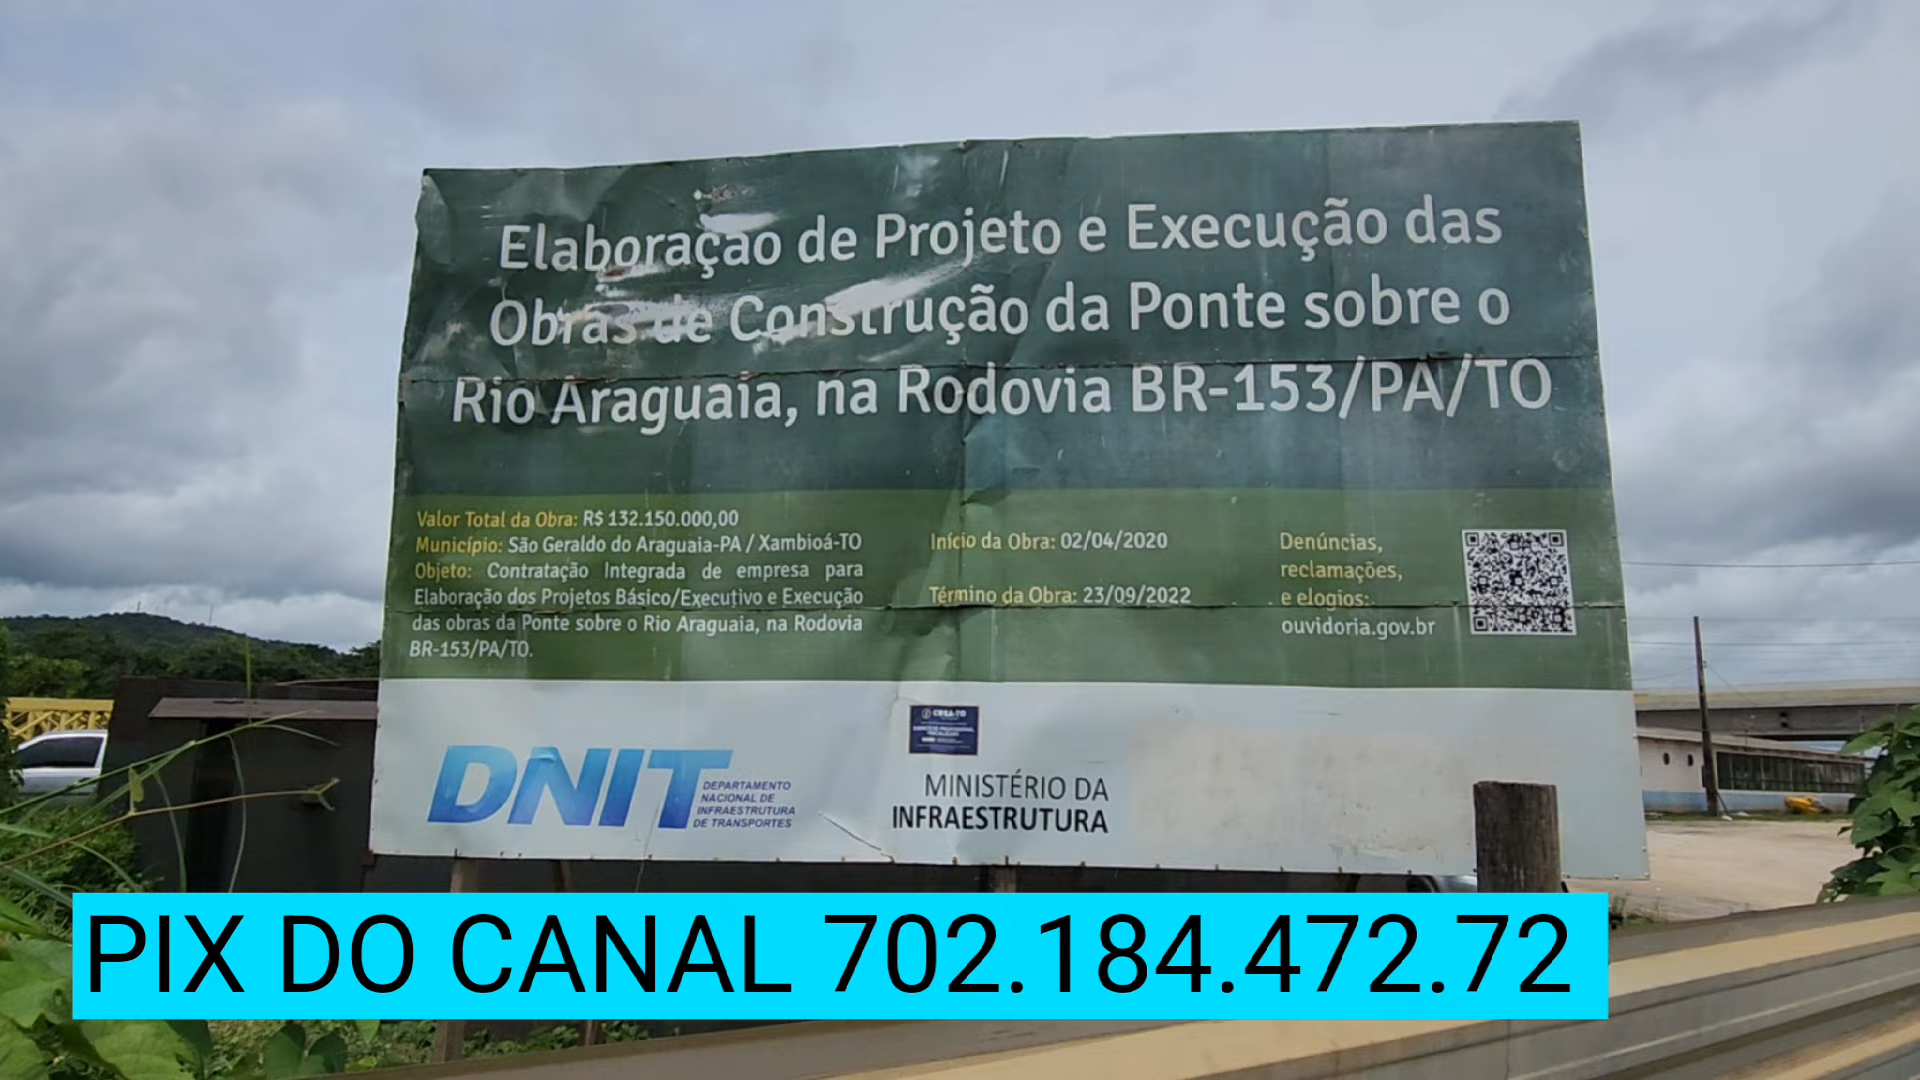 Elaboração de Projeto e Execução das
Obras de Construção da Ponte sobre o
Rio Araguaia, na Rodovia BR-153/PA/TO
Valor Total da Obra: R$ 132.150.000,00
Município: São Geraldo do Araguaia-PA / Xambioá-TO
Objeto: Contratação Integrada de empresa para
Elaboração dos Projetos Básico/Executivo e Execução
das obras da Ponte sobre o Rio Araguaia, na Rodovia
BR-153/PA/TO.
Início da Obra: 02/04/2020
Término da Obra: 23/09/2022
Denúncias,
reclamações,
e elogios:
ouvidoria.gov.br
CREA-TO
DNIT
DEPARTAMENTO
NACIONAL DE
INFRAESTRUTURA
DE TRANSPORTES
MINISTÉRIO DA
INFRAESTRUTURA
PIX DO CANAL 702.184.472.72